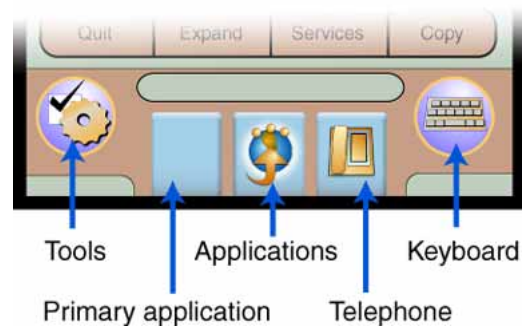 Quit Expand Services Copy
Tools Applications Keyboard
Primary application Telephone